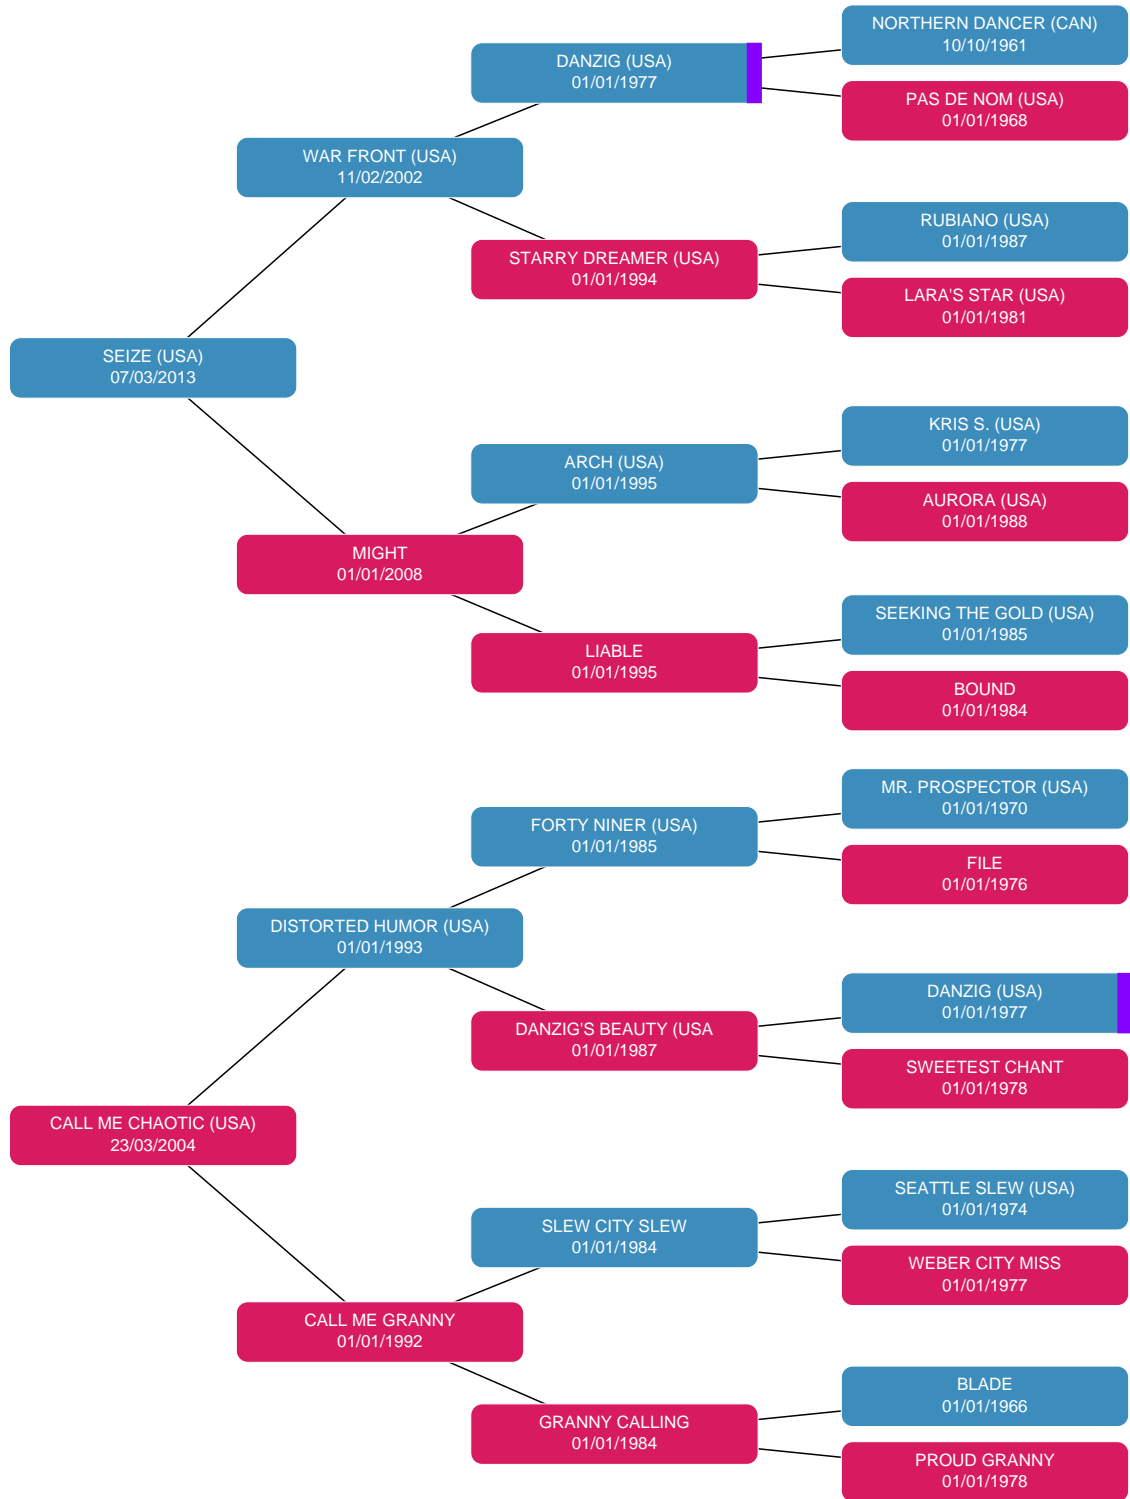 NORTHERN DANCER (CAN)
10/10/1961
DANZIG (USA)
01/01/1977
PAS DE NOM (USA)
01/01/1968
WAR FRONT (USA)
11/02/2002
RUBIANO (USA)
01/01/1987
STARRY DREAMER (USA)
01/01/1994
LARA'S STAR (USA)
01/01/1981
SEIZE (USA)
07/03/2013
KRIS S. (USA)
01/01/1977
ARCH (USA)
01/01/1995
AURORA (USA)
01/01/1988
MIGHT
01/01/2008
SEEKING THE GOLD (USA)
01/01/1985
LIABLE
01/01/1995
BOUND
01/01/1984
MR. PROSPECTOR (USA)
01/01/1970
FORTY NINER (USA)
01/01/1985
FILE
01/01/1976
DISTORTED HUMOR (USA)
01/01/1993
DANZIG (USA)
01/01/1977
DANZIG'S BEAUTY (USA
01/01/1987
SWEETEST CHANT
01/01/1978
CALL ME CHAOTIC (USA)
23/03/2004
SEATTLE SLEW (USA)
01/01/1974
SLEW CITY SLEW
01/01/1984
WEBER CITY MISS
01/01/1977
CALL ME GRANNY
01/01/1992
BLADE
01/01/1966
GRANNY CALLING
01/01/1984
PROUD GRANNY
01/01/1978